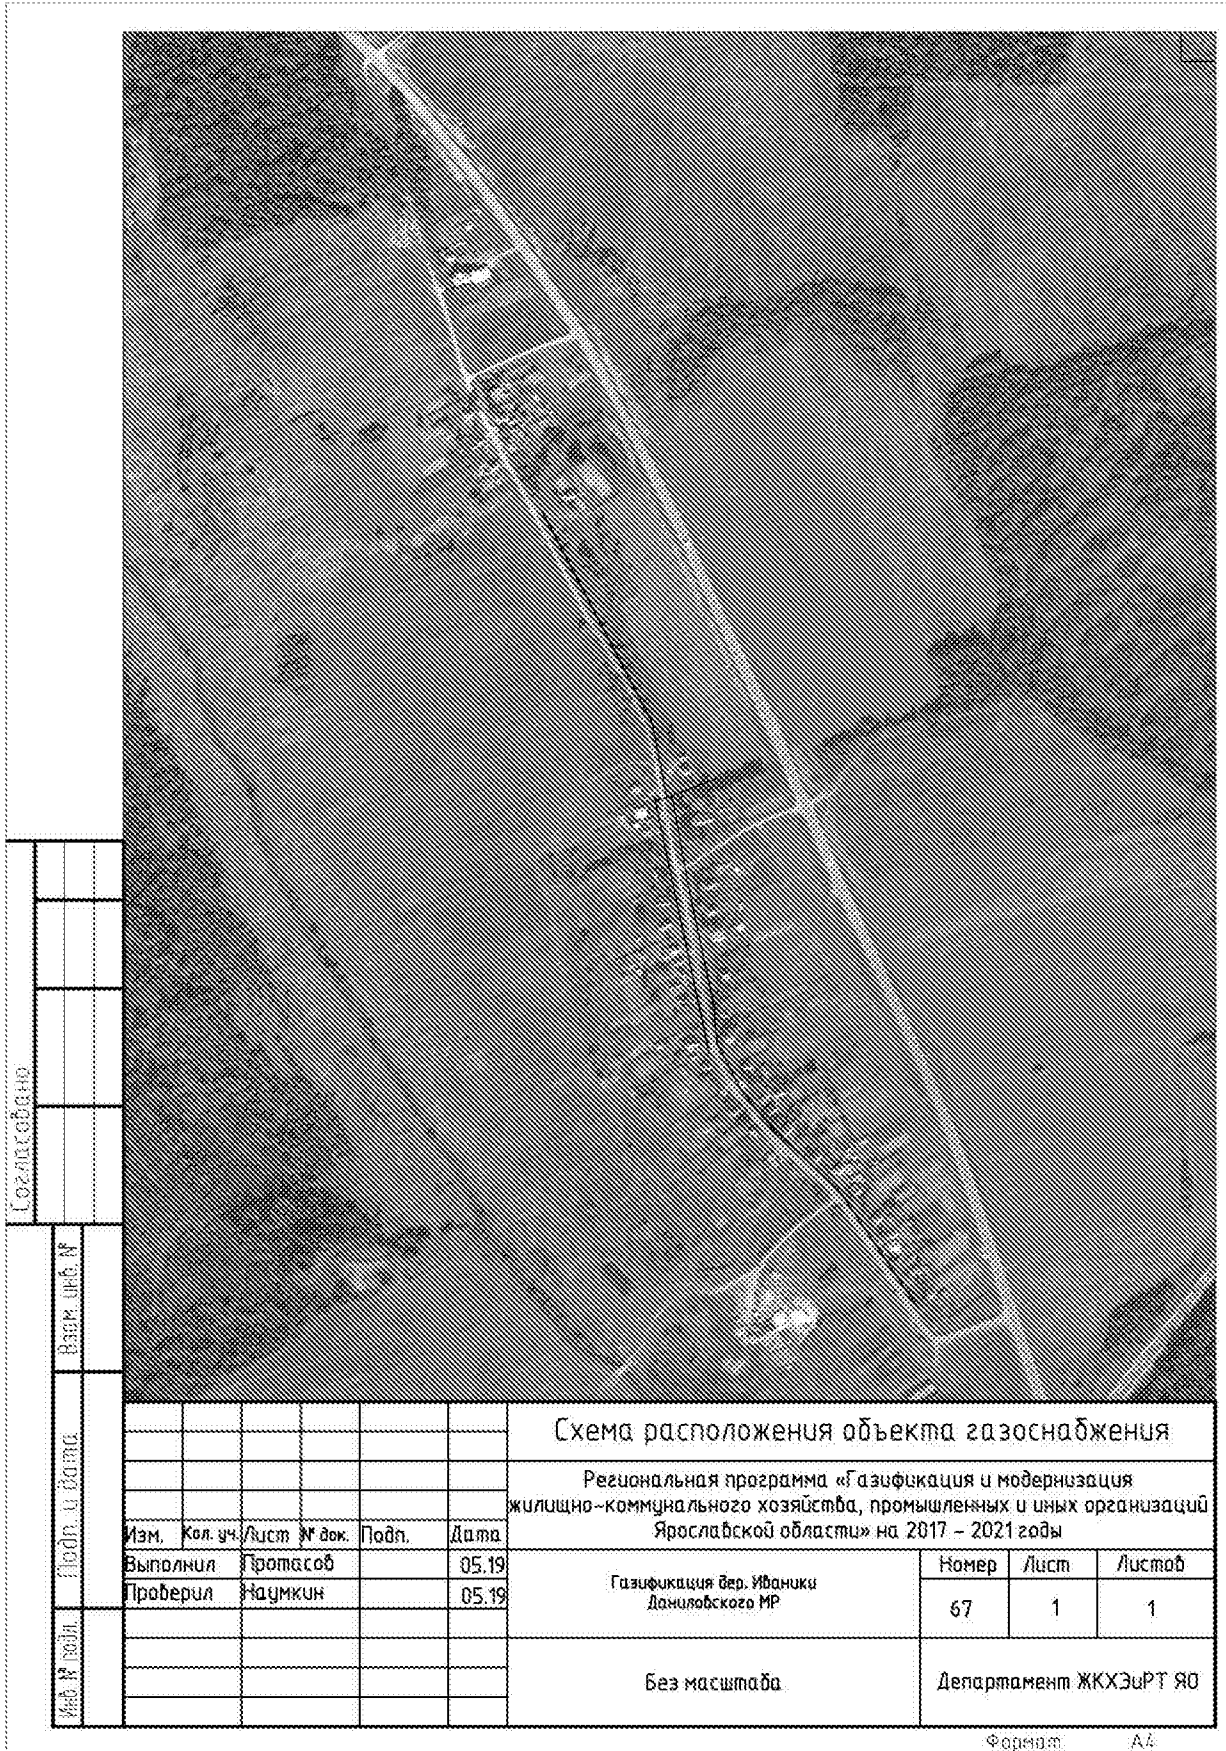 Согласовано
Взам. инв. №
Подп. и дата
Инв № подл.
Схема расположения объекта газоснабжения
Региональная программа «Газификация и модернизация
жилищно-коммунального хозяйства, промышленных и иных организаций
Ярославской области» на 2017 – 2021 годы
Изм. Кол. уч. Лист № док. Подп. Дата
Выполнил Протасов 05.19
Проверил Наумкин 05.19
Газификация дер. Иваники
Даниловского МР
Номер Лист Листов
67 1 1
Без масштаба
Департамент ЖКХЭиРТ ЯО
Формат А4